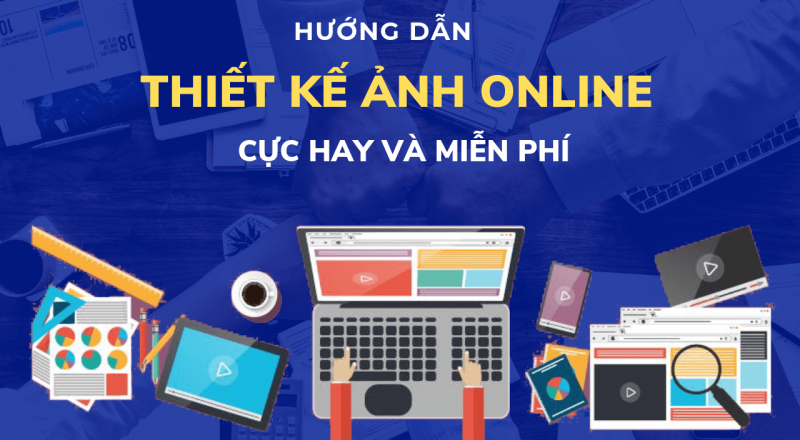 HƯỚNG DẪN
THIẾT KẾ ẢNH ONLINE
CỰC HAY VÀ MIỄN PHÍ